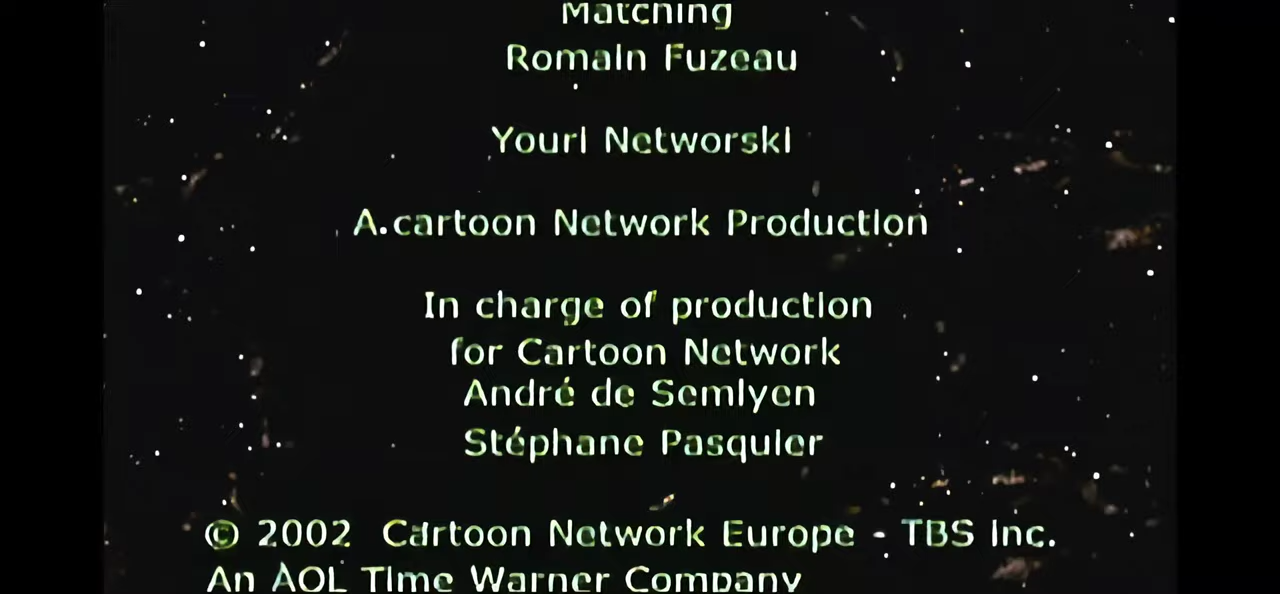 Matching
Romain Fuzeau
Youri Networski
A.cartoon Network Production
In charge of production
for Cartoon Network
André de Semlyen
Stéphane Pasquier
© 2002 Cartoon Network Europe - TBS Inc.
An AOL Time Warner Company